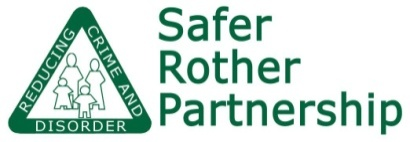 REDUCING
CRIME AND
DISORDER
Safer
Rother
Partnership